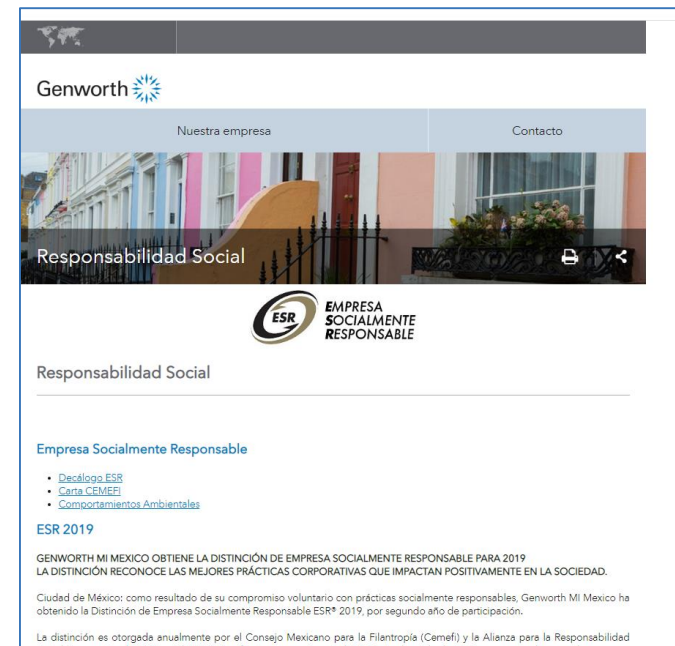 Genworth
Nuestra empresa
Contacto
Responsabilidad Social
ESR
EMPRESA
SOCIALMENTE
RESPONSABLE
Responsabilidad Social
Empresa Socialmente Responsable
• Decálogo ESR
• Carta CEMEFI
• Comportamientos Ambientales
ESR 2019
GENWORTH MI MEXICO OBTIENE LA DISTINCIÓN DE EMPRESA SOCIALMENTE RESPONSABLE PARA 2019
LA DISTINCIÓN RECONOCE LAS MEJORES PRÁCTICAS CORPORATIVAS QUE IMPACTAN POSITIVAMENTE EN LA SOCIEDAD.
Ciudad de México: como resultado de su compromiso voluntario con prácticas socialmente responsables, Genworth MI Mexico ha
obtenido la Distinción de Empresa Socialmente Responsable ESR® 2019, por segundo año de participación.
La distinción es otorgada anualmente por el Consejo Mexicano para la Filantropía (Cemefi) y la Alianza para la Responsabilidad